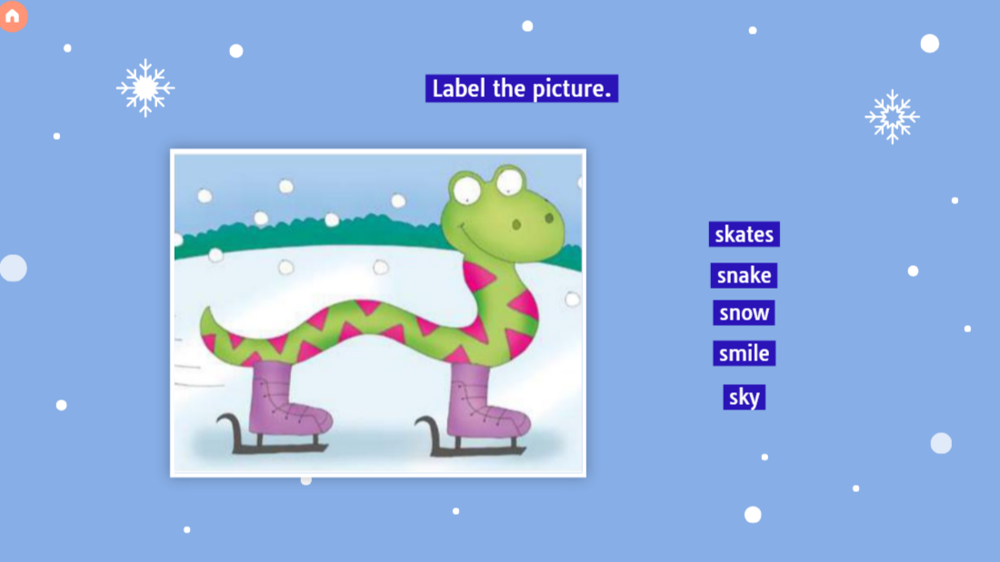 Label the picture.
skates
snake
snow
smile
sky